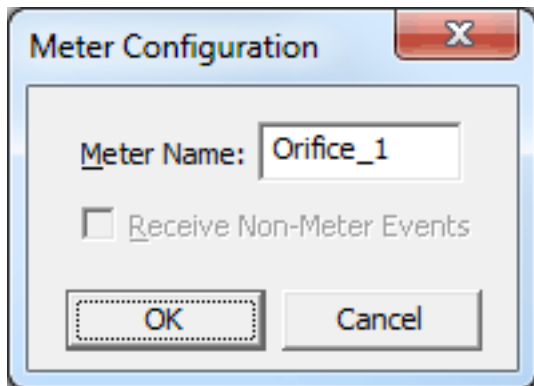 Meter Configuration
Meter Name: Orifice_1
Receive Non-Meter Events
OK Cancel